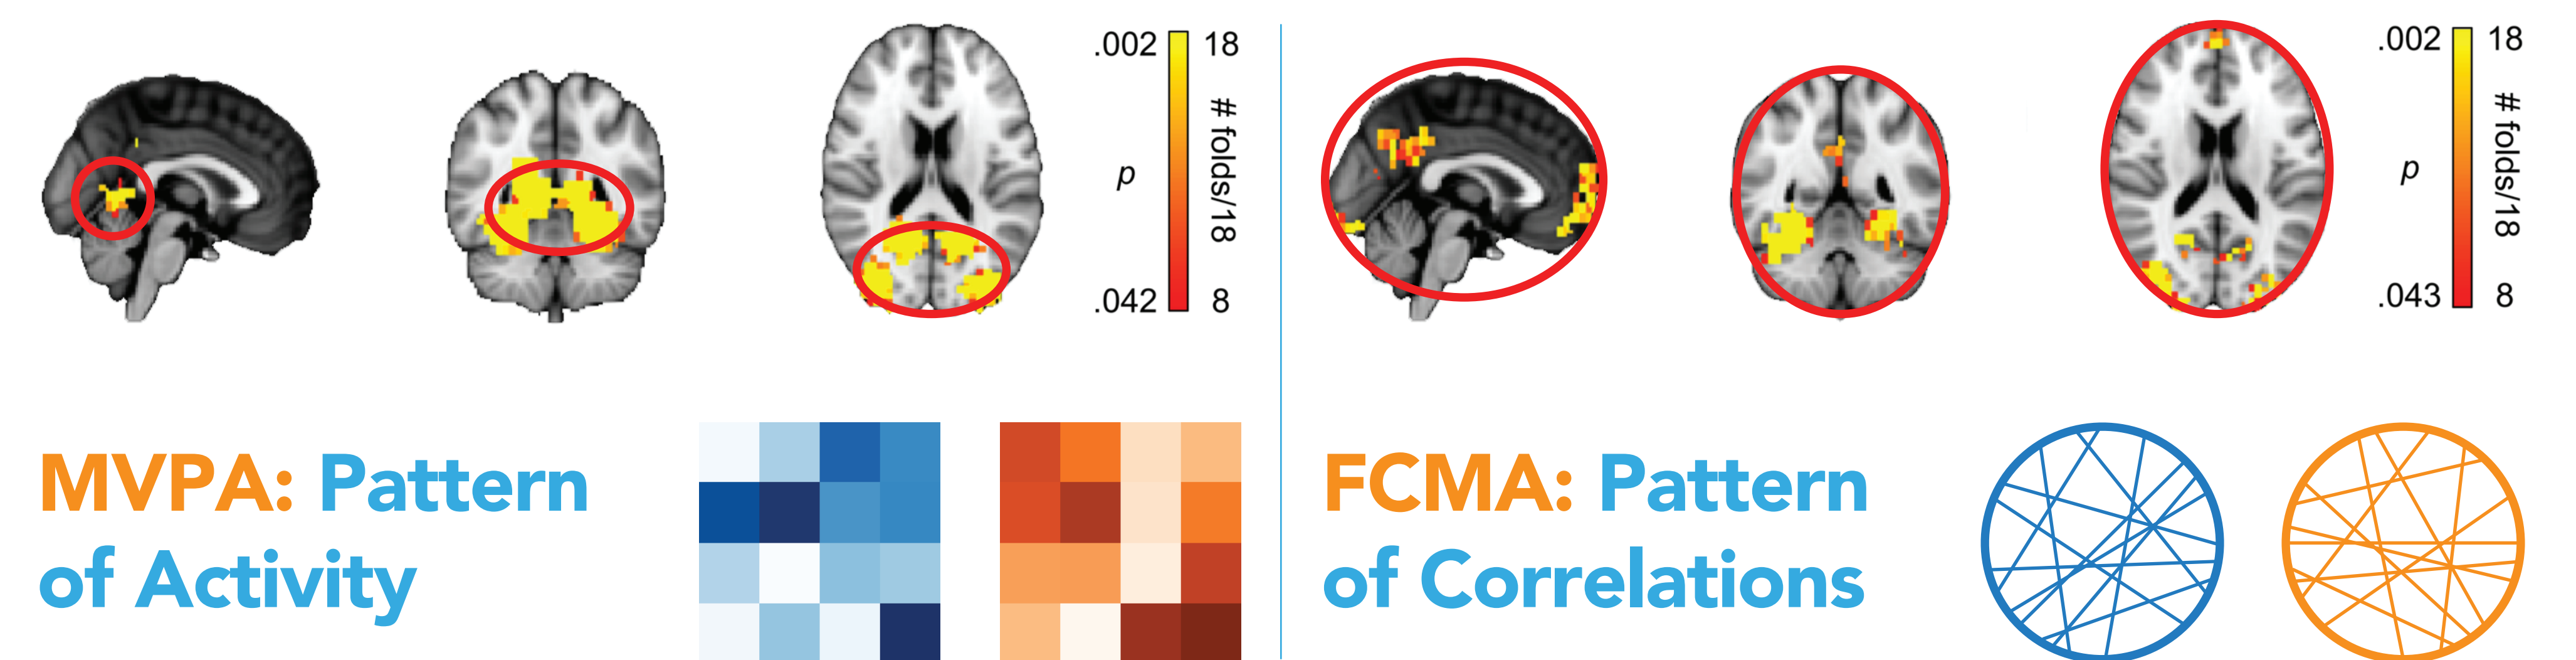 .002 18
p # folds/18
.042 8
MVPA: Pattern
of Activity
.002 18
p # folds/18
.043 8
FCMA: Pattern
of Correlations